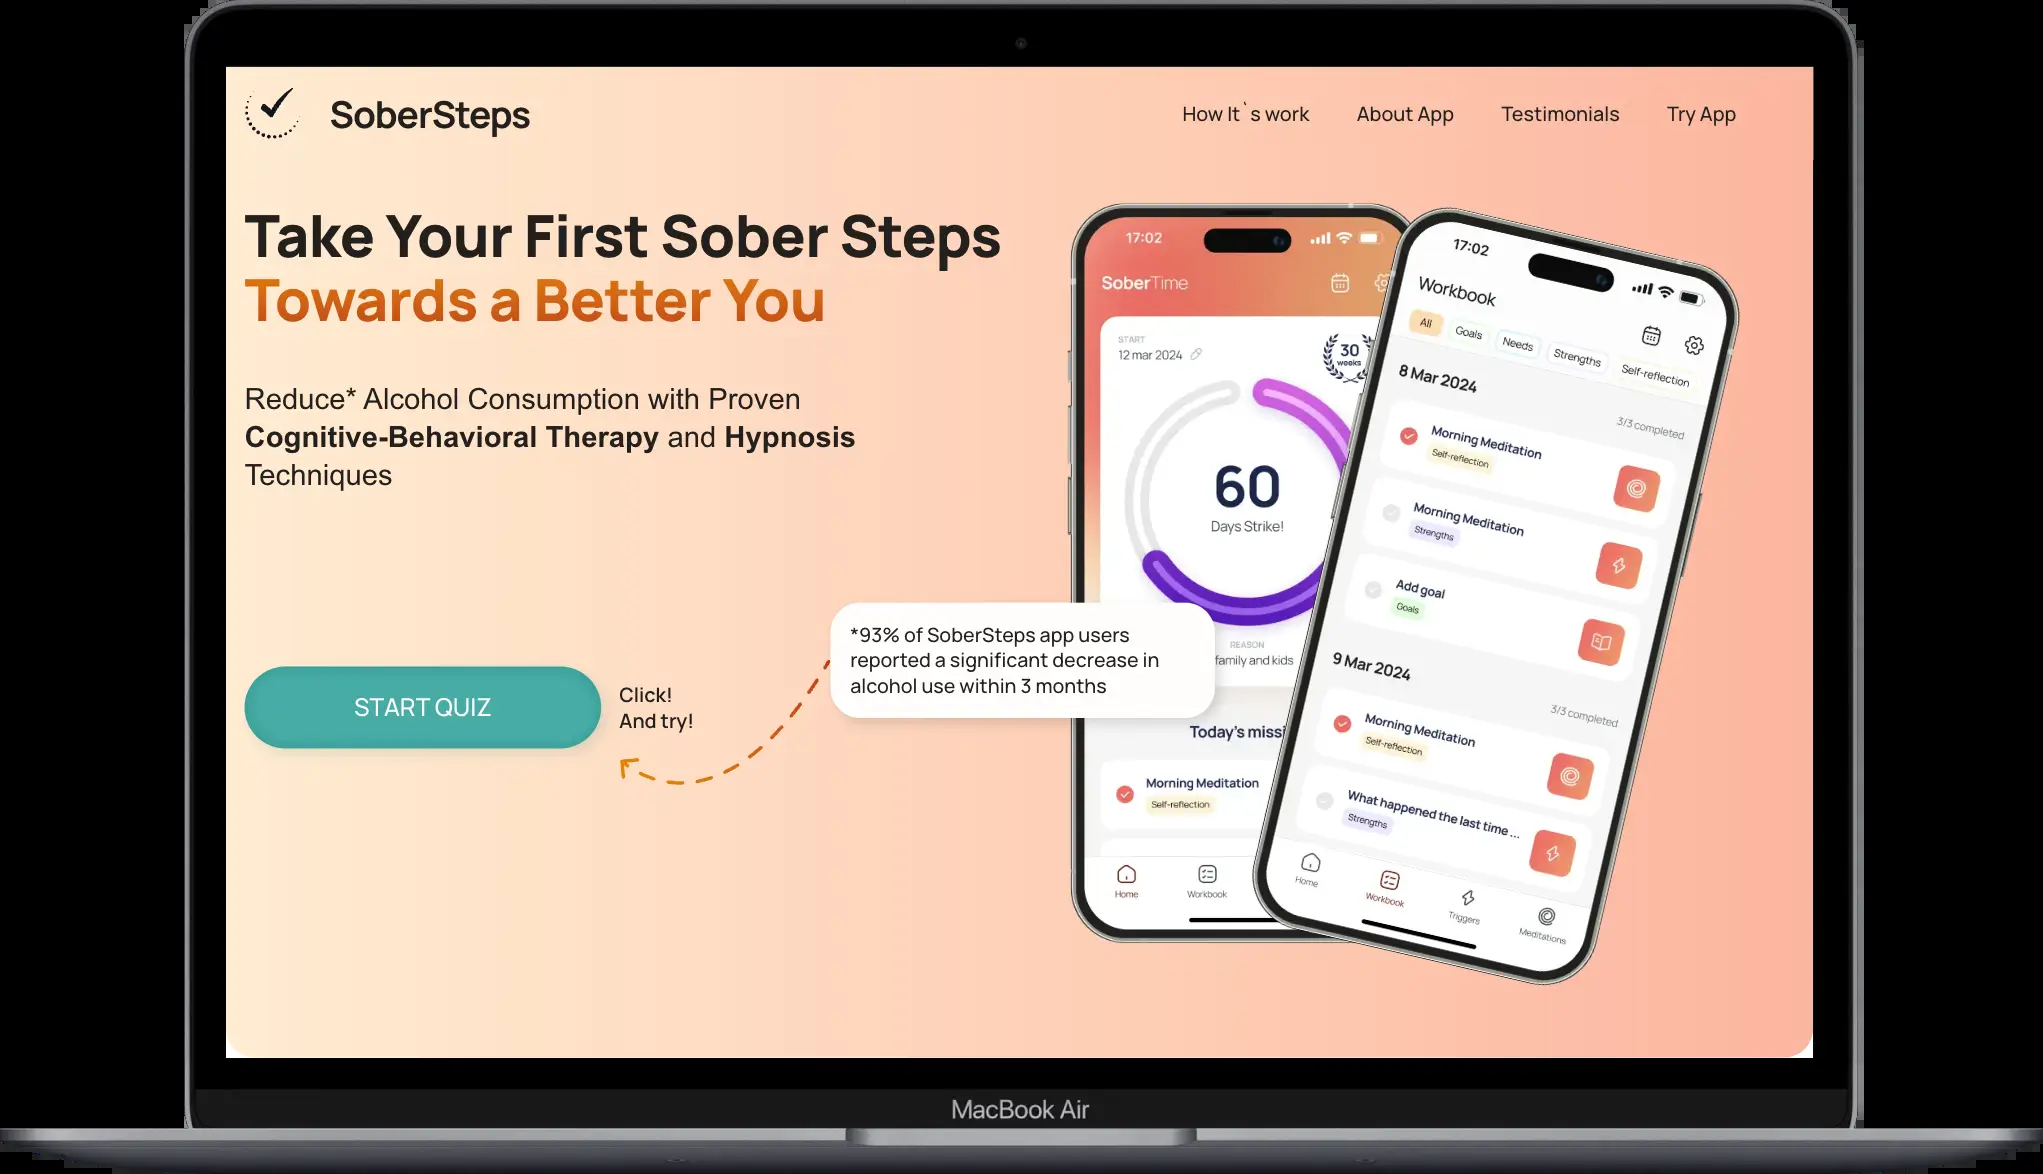 SoberSteps
How It`s work
About App
Testimonials
Try App
Take Your First Sober Steps
Towards a Better You
Reduce* Alcohol Consumption with Proven
Cognitive-Behavioral Therapy and Hypnosis
Techniques
START QUIZ
Click!
And try!
*93% of SoberSteps app users
reported a significant decrease in
alcohol use within 3 months
17:02
SoberTime
START
12 mar 2024
30
weeks
60
Days Strike!
REASON
family and kids
Today's missi
Morning Meditation
Self-reflection
Home
Workbook
17:02
Workbook
All
Goals
Needs
Strengths
Self-reflection
8 Mar 2024
3/3 completed
Morning Meditation
Self-reflection
Morning Meditation
Strengths
Add goal
Goals
9 Mar 2024
3/3 completed
Morning Meditation
Self-reflection
What happened the last time ...
Strengths
Home
Workbook
Triggers
Meditations
MacBook Air